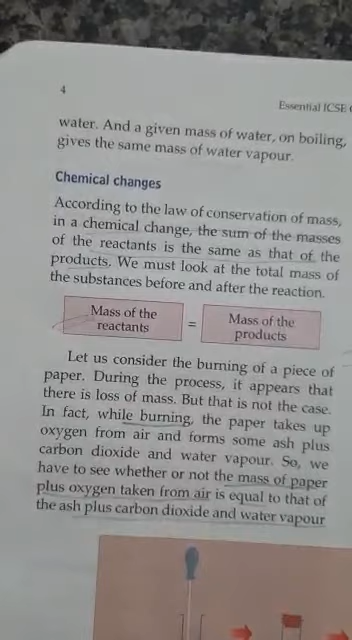 4
Essential ICSE
water. And a given mass of water, on boiling,
gives the same mass of water vapour.
Chemical changes
According to the law of conservation of mass,
in a chemical change, the sum of the masses
of the reactants is the same as that of the
products. We must look at the total mass of
the substances before and after the reaction.
Mass of the
reactants
=
Mass of the
products
Let us consider the burning of a piece of
paper. During the process, it appears that
there is loss of mass. But that is not the case.
In fact, while burning, the paper takes up
oxygen from air and forms some ash plus
carbon dioxide and water vapour. So, we
have to see whether or not the mass of paper
plus oxygen taken from air is equal to that of
the ash plus carbon dioxide and water vapour